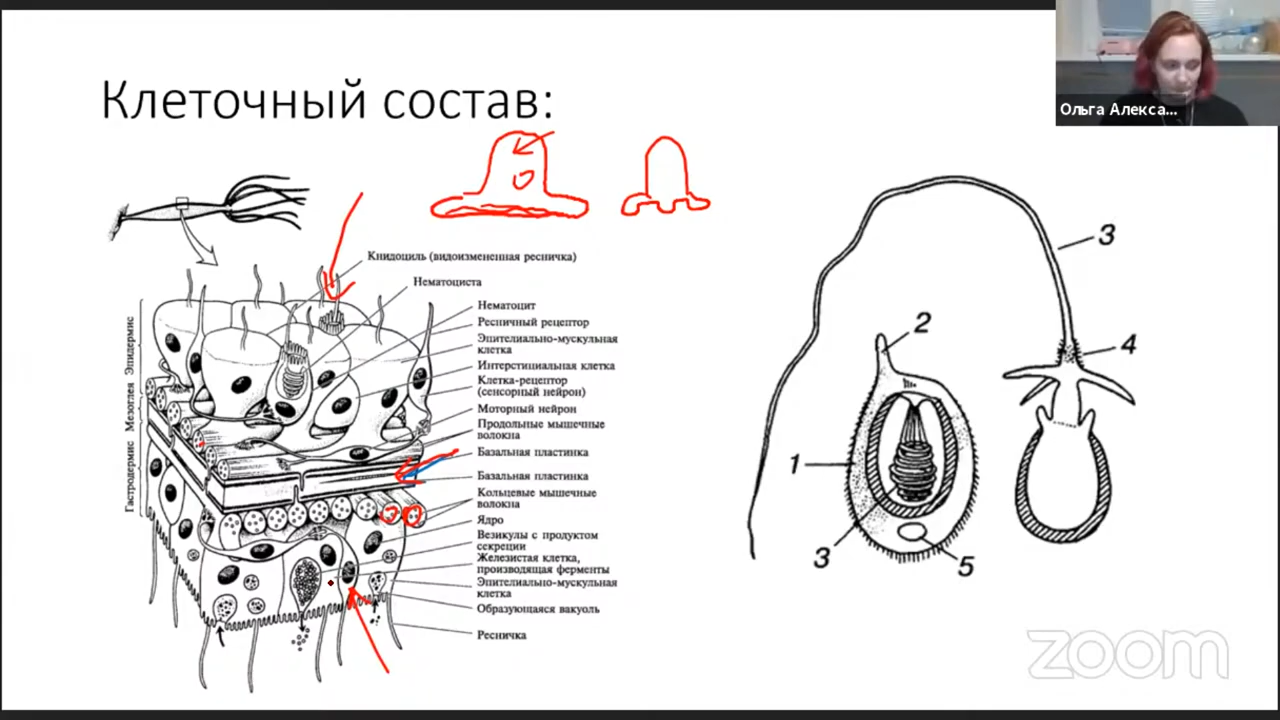 Клеточный состав:
Ольга Алекса...
Книдоциль (видоизмененная ресничка)
Нематоциста
Нематоцит
Ресничный рецептор
Эпителиально-мускульная
клетка
Интерстициальная клетка
Клетка-рецептор
(сенсорный нейрон)
Моторный нейрон
Продольные мышечные
волокна
Базальная пластинка
Базальная пластинка
Кольцевые мышечные
волокна
Ядро
Везикулы с продуктом
секреции
Железистая клетка,
производящая ферменты
Эпителиально-мускульная
клетка
Образующаяся вакуоль
Ресничка
Эпидермис
Мезоглея
Гастродермис
3
2
4
1
3
5
zoom